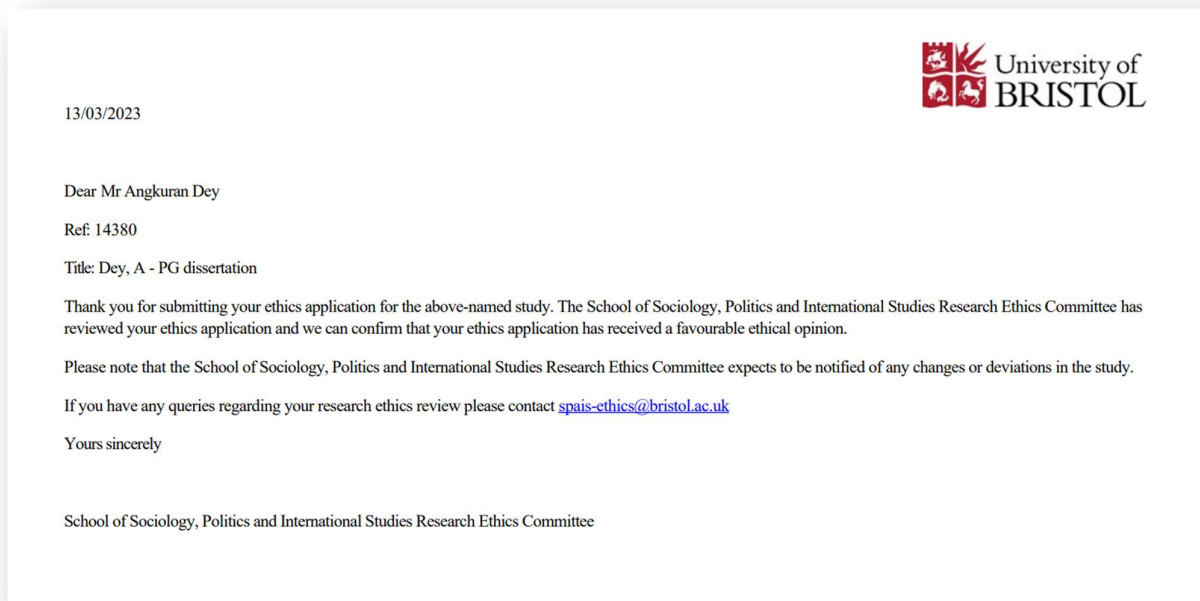 University of
BRISTOL
13/03/2023
Dear Mr Angkuran Dey
Ref: 14380
Title: Dey, A - PG dissertation
Thank you for submitting your ethics application for the above-named study. The School of Sociology, Politics and International Studies Research Ethics Committee has
reviewed your ethics application and we can confirm that your ethics application has received a favourable ethical opinion.
Please note that the School of Sociology, Politics and International Studies Research Ethics Committee expects to be notified of any changes or deviations in the study.
If you have any queries regarding your research ethics review please contact spais-ethics@bristol.ac.uk
Yours sincerely
School of Sociology, Politics and International Studies Research Ethics Committee